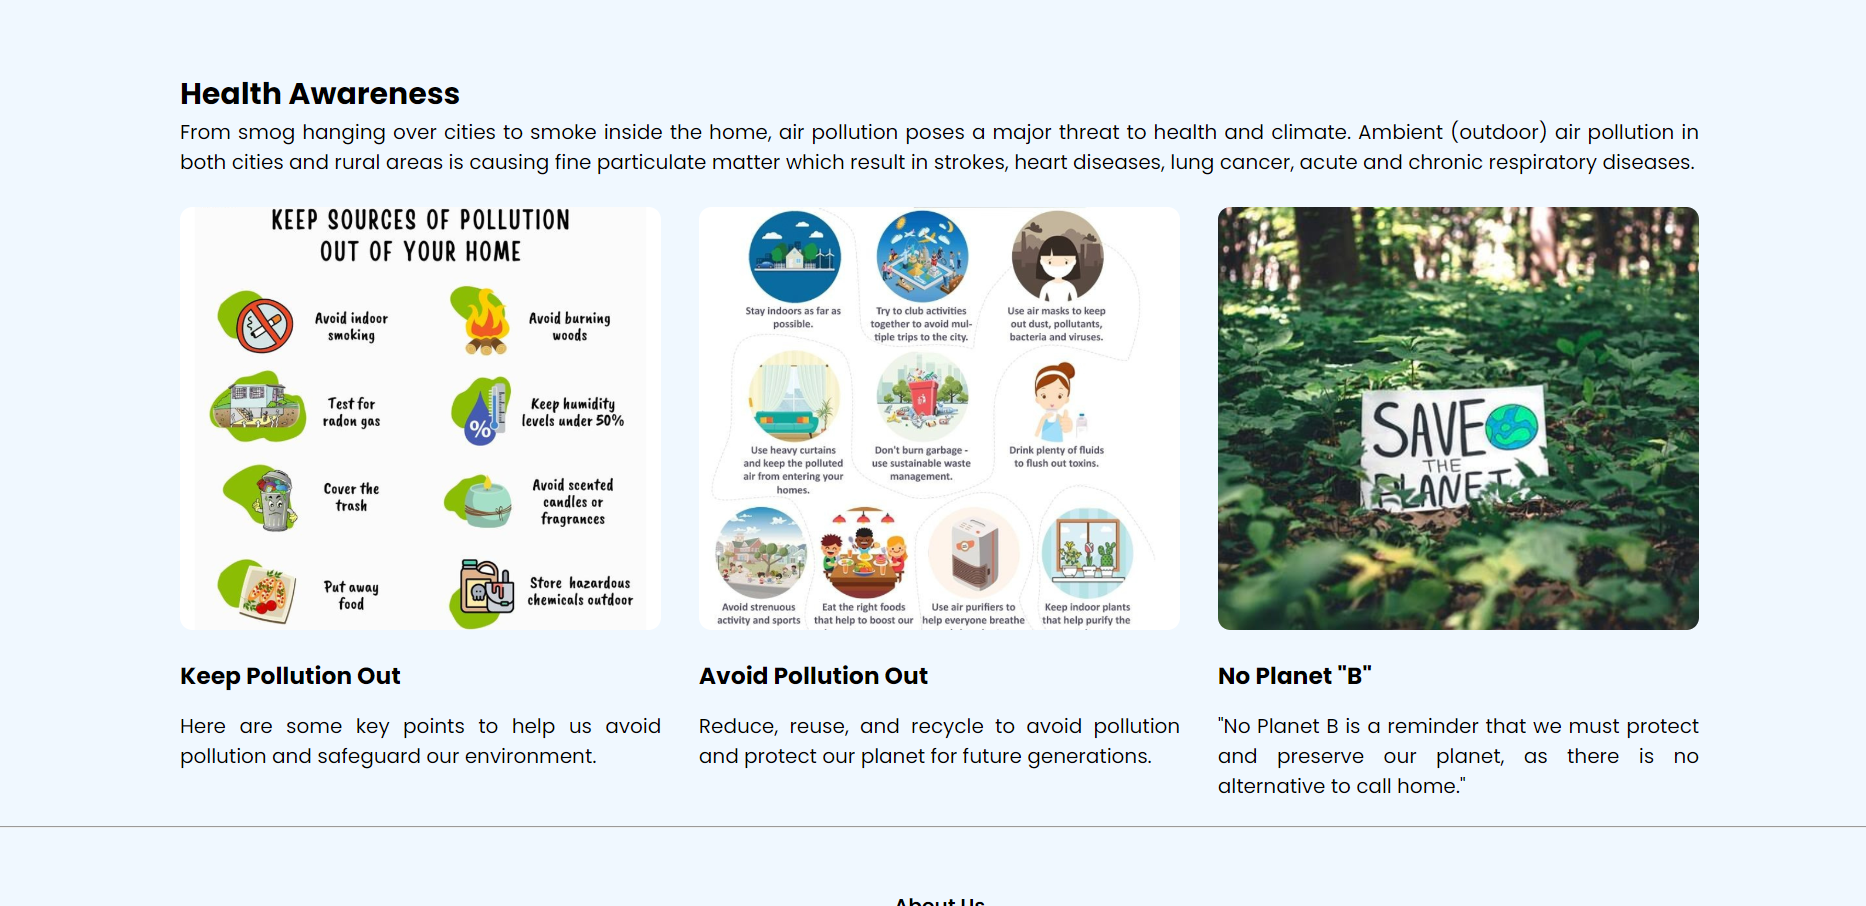 Health Awareness
From smog hanging over cities to smoke inside the home, air pollution poses a major threat to health and climate. Ambient (outdoor) air pollution in
both cities and rural areas is causing fine particulate matter which result in strokes, heart diseases, lung cancer, acute and chronic respiratory diseases.
KEEP SOURCES OF POLLUTION
OUT OF YOUR HOME
Avoid indoor
smoking
Avoid burning
woods
Test for
radon gas
%
Keep humidity
levels under 50%
Cover the
trash
Avoid scented
candles or
fragrances
Put away
food
Store hazardous
chemicals outdoor
Stay indoors as far as
possible.
Try to club activities
together to avoid mul-
tiple trips to the city.
Use air masks to keep
out dust, pollutants,
bacteria and viruses.
Use heavy curtains
and keep the polluted
air from entering your
homes.
Don't burn garbage -
use sustainable waste
management.
Drink plenty of fluids
to flush out toxins.
Avoid strenuous
activity and sports
Eat the right foods
that help to boost our
Use air purifiers to
help everyone breathe
Keep indoor plants
that help purify the
SAVE
THE
PLANET
Keep Pollution Out
Here are some key points to help us avoid
pollution and safeguard our environment.
Avoid Pollution Out
Reduce, reuse, and recycle to avoid pollution
and protect our planet for future generations.
No Planet "B"
"No Planet B is a reminder that we must protect
and preserve our planet, as there is no
alternative to call home."
About Us